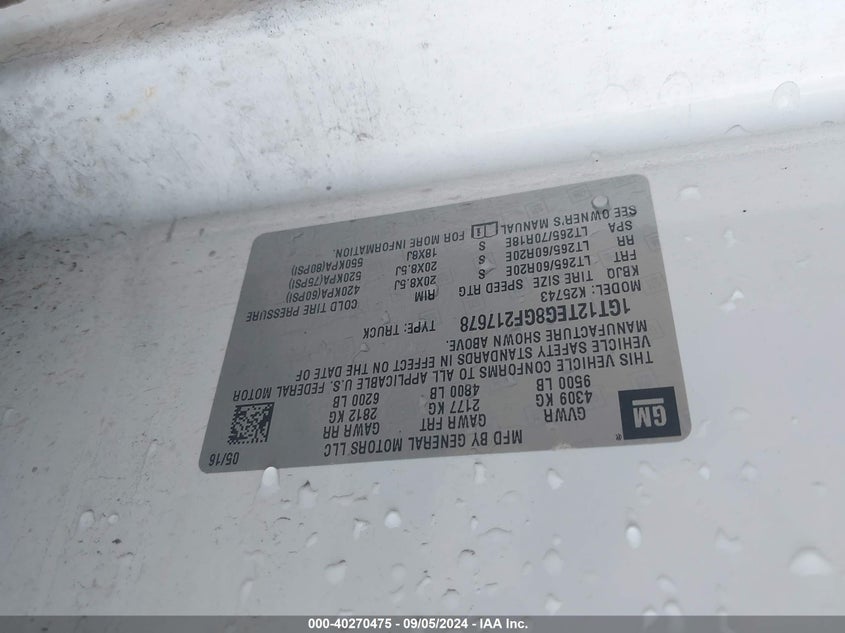 MFD BY GENERAL MOTORS LLC 05/16
GM ®
GVWR GAWR FRT GAWR RR
4309 KG 2177 KG 2812 KG
9500 LB 4800 LB 6200 LB
THIS VEHICLE CONFORMS TO ALL APPLICABLE U.S. FEDERAL MOTOR
VEHICLE SAFETY STANDARDS IN EFFECT ON THE DATE OF
MANUFACTURE SHOWN ABOVE.
1GT12TEG8GF217678 TYPE: TRUCK
MODEL: K25743
KBJQ TIRE SIZE SPEED RTG RIM COLD TIRE PRESSURE
FRT LT265/60R20E S 20X8.5J 420KPA(60PSI)
RR LT265/60R20E S 20X8.5J 520KPA(75PSI)
SPA LT265/70R18E S 18X8J 550KPA(80PSI)
SEE OWNER'S MANUAL FOR MORE INFORMATION.
000-40270475 - 09/05/2024 - IAA Inc.